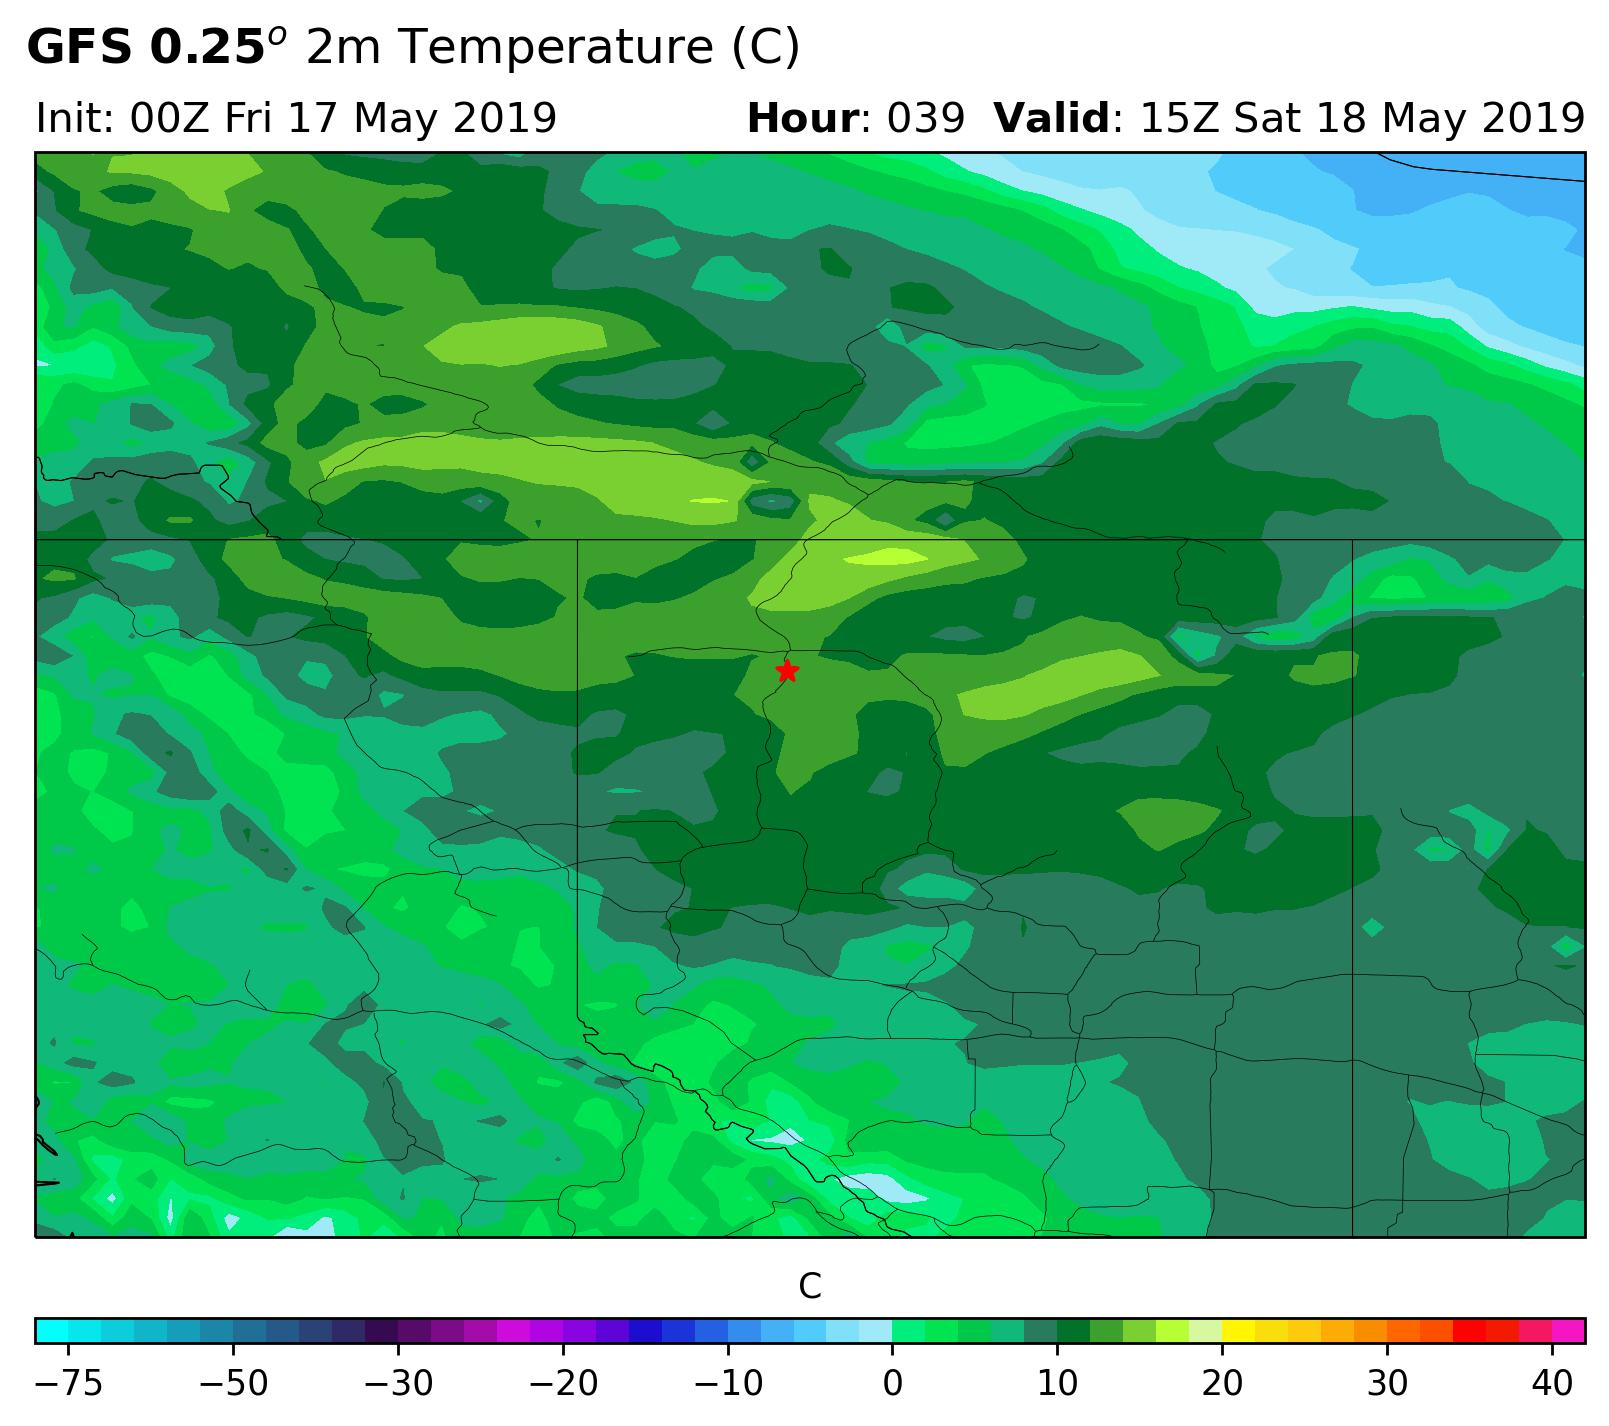 GFS 0.25° 2m Temperature (C)
Init: 00Z Fri 17 May 2019 Hour: 039 Valid: 15Z Sat 18 May 2019
C
−75 −50 −30 −20 −10 0 10 20 30 40